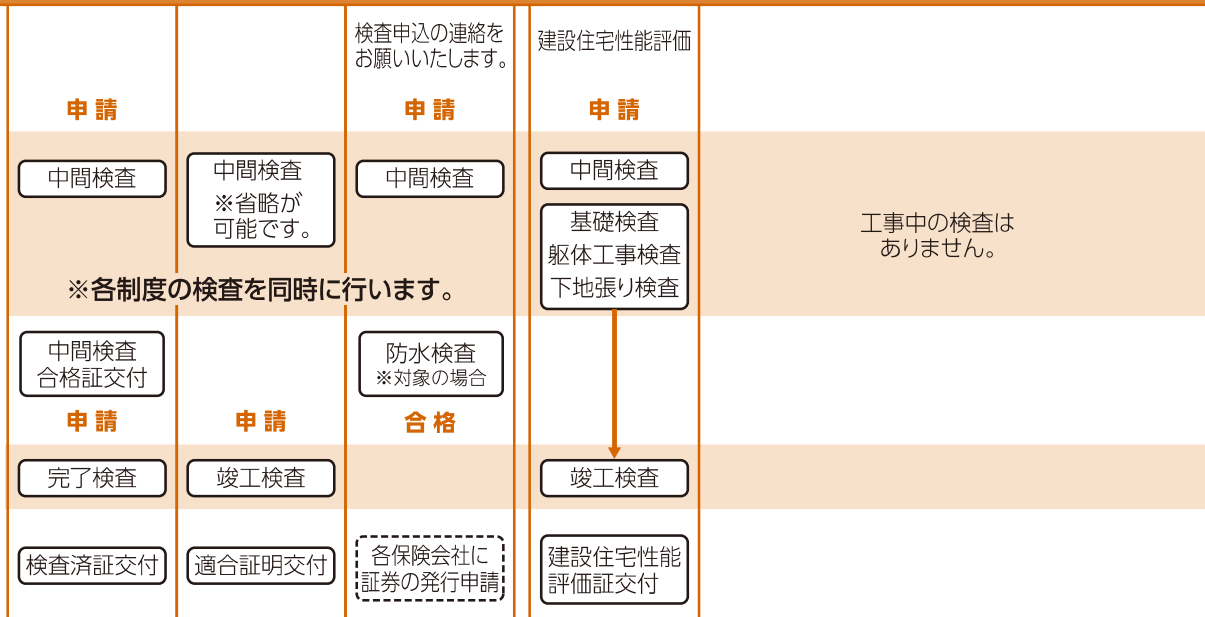 検査申込の連絡を
お願いいたします。
建設住宅性能評価
申請
申請
申請
中間検査
中間検査
※省略が
可能です。
中間検査
中間検査
基礎検査
躯体工事検査
下地張り検査
工事中の検査は
ありません。
※各制度の検査を同時に行います。
中間検査
合格証交付
防水検査
※対象の場合
申請
申請
合格
完了検査
竣工検査
竣工検査
検査済証交付
適合証明交付
各保険会社に
証券の発行申請
建設住宅性能
評価証交付